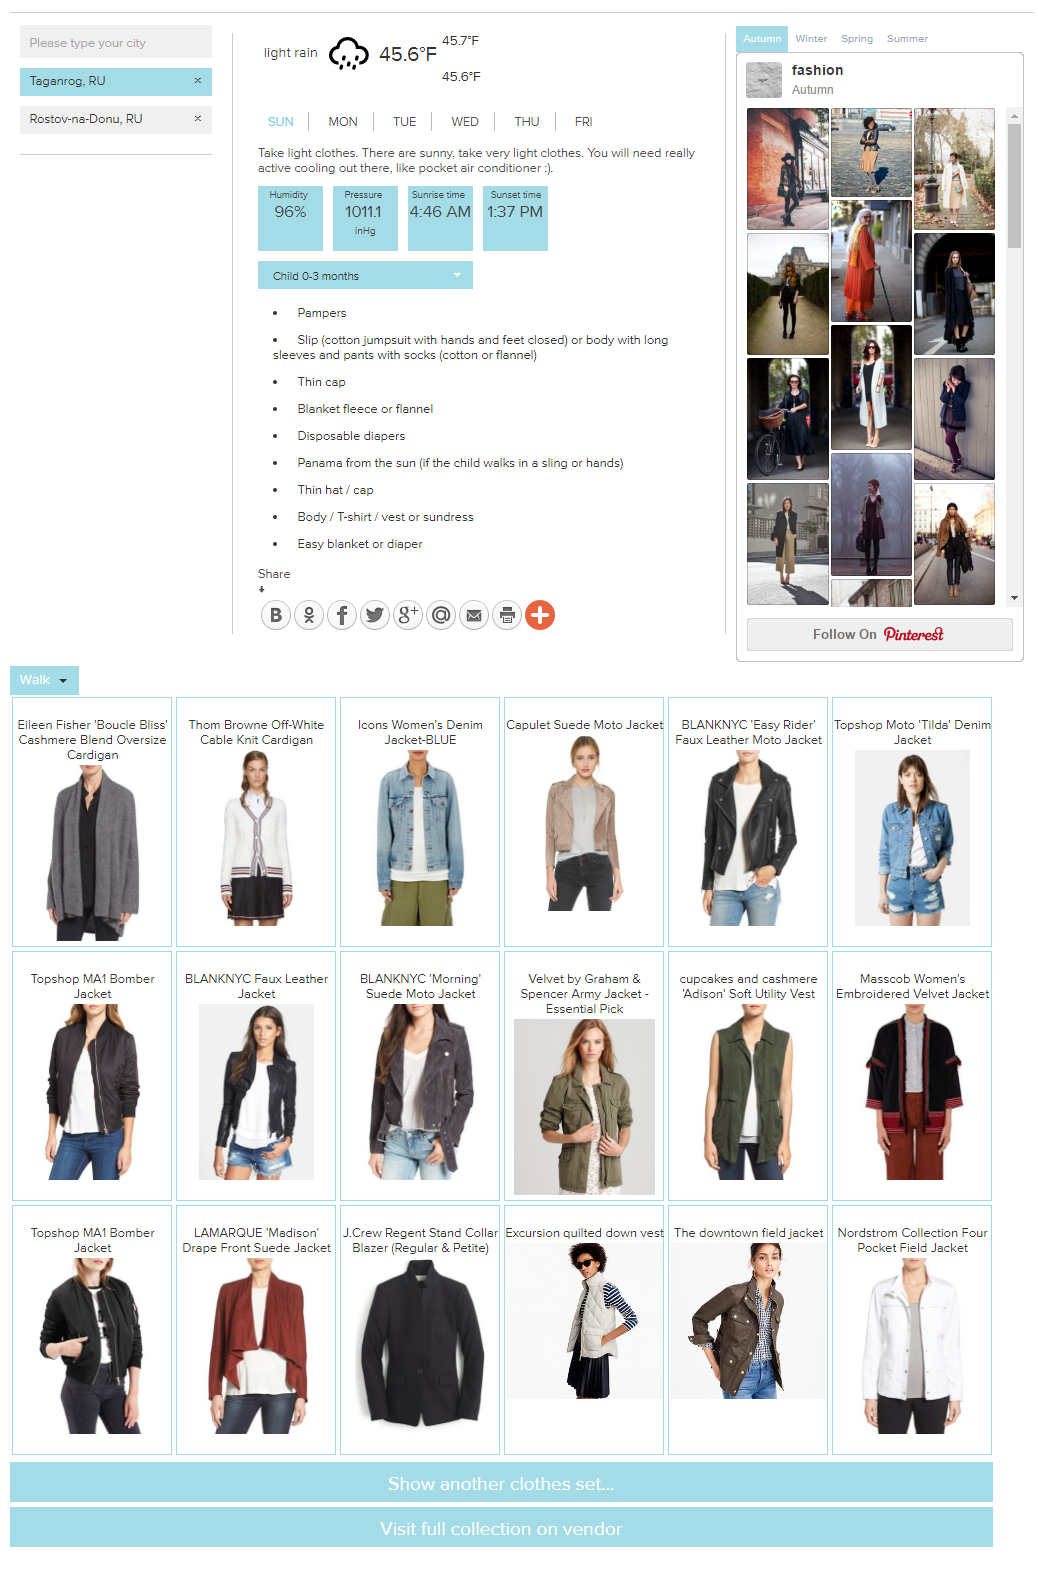 Please type your city
Taganrog, RU ×
Rostov-na-Donu, RU ×
light rain 45.6°F
45.7°F
45.6°F
SUN MON TUE WED THU FRI
Take light clothes. There are sunny, take very light clothes. You will need really
active cooling out there, like pocket air conditioner :).
Humidity
96%
Pressure
1011.1
inHg
Sunrise time
4:46 AM
Sunset time
1:37 PM
Child 0-3 months
• Pampers
• Slip (cotton jumpsuit with hands and feet closed) or body with long
sleeves and pants with socks (cotton or flannel)
• Thin cap
• Blanket fleece or flannel
• Disposable diapers
• Panama from the sun (if the child walks in a sling or hands)
• Thin hat / cap
• Body / T-shirt / vest or sundress
• Easy blanket or diaper
Share
Autumn Winter Spring Summer
fashion
Autumn
Follow On Pinterest
Walk
Eileen Fisher 'Boucle Bliss'
Cashmere Blend Oversize
Cardigan
Thom Browne Off-White
Cable Knit Cardigan
Icons Women's Denim
Jacket-BLUE
Capulet Suede Moto Jacket
BLANKNYC 'Easy Rider'
Faux Leather Moto Jacket
Topshop Moto 'Tilda' Denim
Jacket
Topshop MA1 Bomber
Jacket
BLANKNYC Faux Leather
Jacket
BLANKNYC 'Morning'
Suede Moto Jacket
Velvet by Graham &
Spencer Army Jacket -
Essential Pick
cupcakes and cashmere
'Adison' Soft Utility Vest
Masscob Women's
Embroidered Velvet Jacket
Topshop MA1 Bomber
Jacket
LAMARQUE 'Madison'
Drape Front Suede Jacket
J.Crew Regent Stand Collar
Blazer (Regular & Petite)
Excursion quilted down vest
The downtown field jacket
Nordstrom Collection Four
Pocket Field Jacket
Show another clothes set...
Visit full collection on vendor